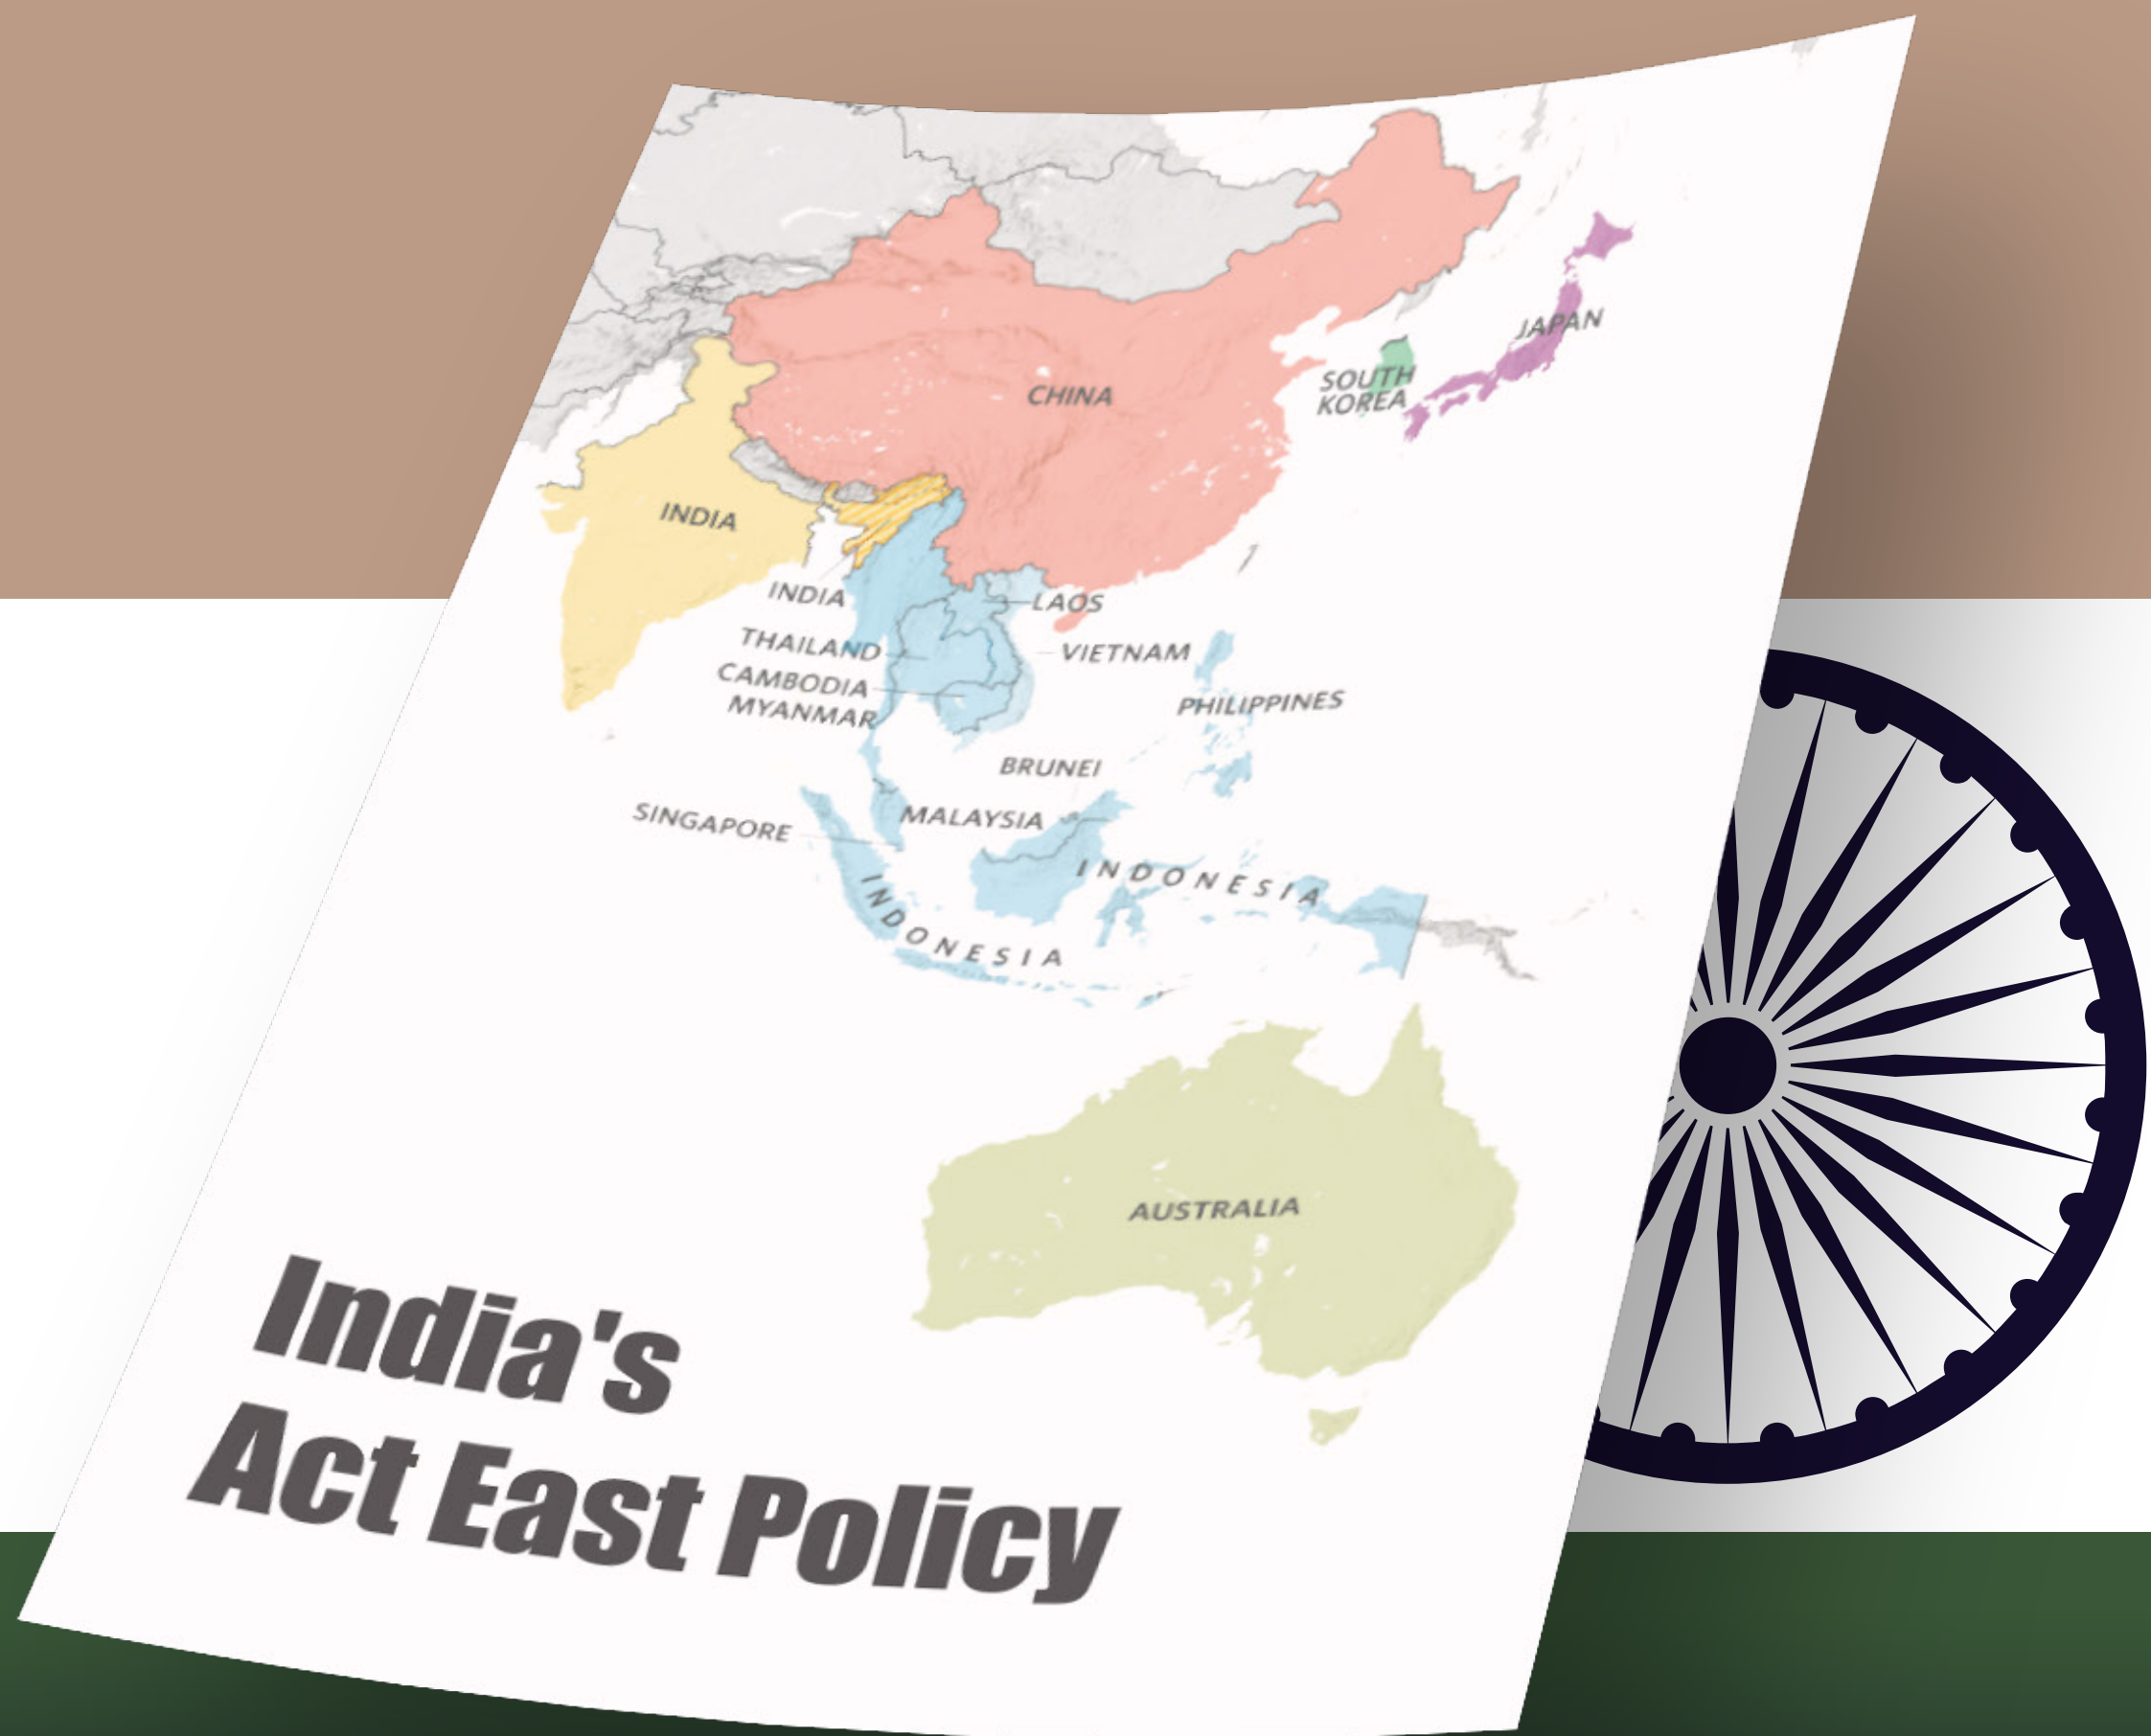 JAPAN
CHINA
SOUTH
KOREA
INDIA
INDIA
LAOS
THAILAND
VIETNAM
CAMBODIA
MYANMAR
PHILIPPINES
BRUNEI
SINGAPORE
MALAYSIA
INDONESIA
INDONESIA
AUSTRALIA
India's
Act East Policy